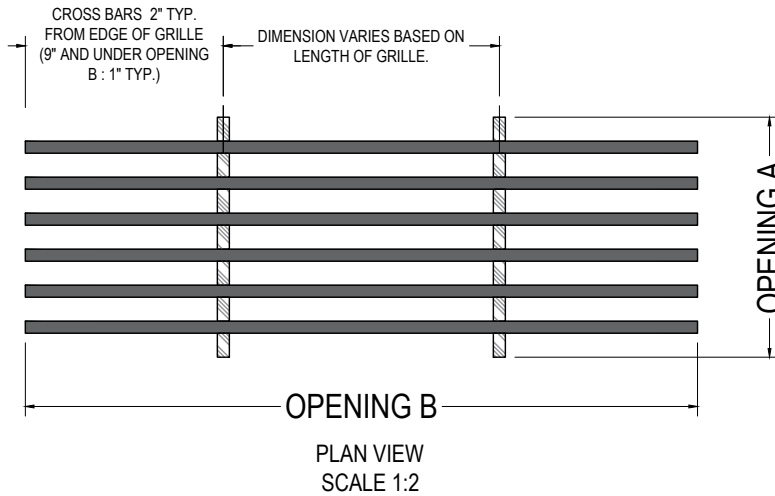 CROSS BARS 2" TYP.
FROM EDGE OF GRILLE
(9" AND UNDER OPENING
B : 1" TYP.)
DIMENSION VARIES BASED ON
LENGTH OF GRILLE.
OPENING A
OPENING B
PLAN VIEW
SCALE 1:2